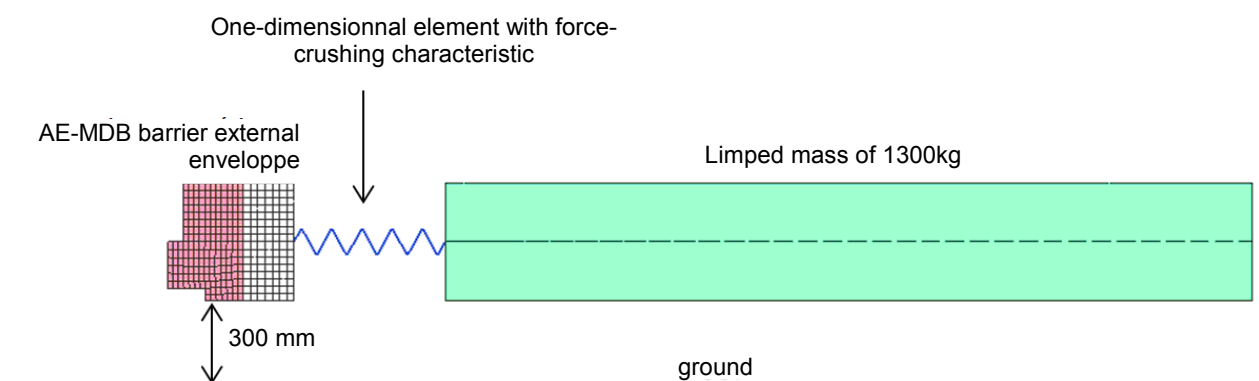 One-dimensionnal element with force-
crushing characteristic
AE-MDB barrier external
enveloppe
Limped mass of 1300kg
300 mm
ground